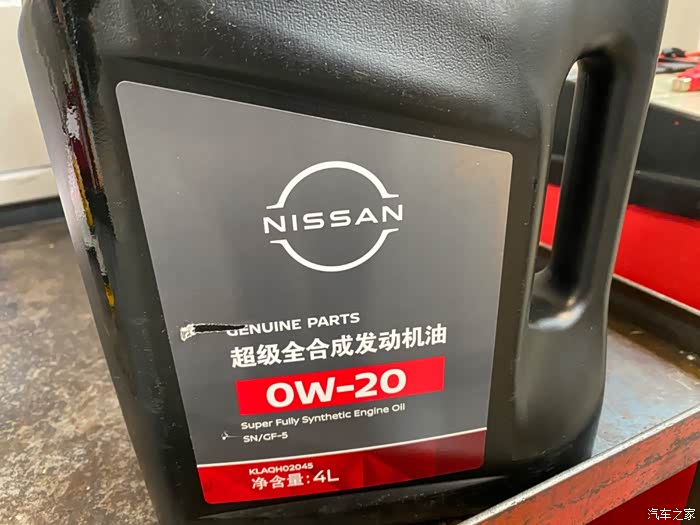 NISSAN
GENUINE PARTS
超级全合成发动机油
0W-20
Super Fully Synthetic Engine Oil
SN/GF-5
KLAQH02045
净含量:4L
汽车之家